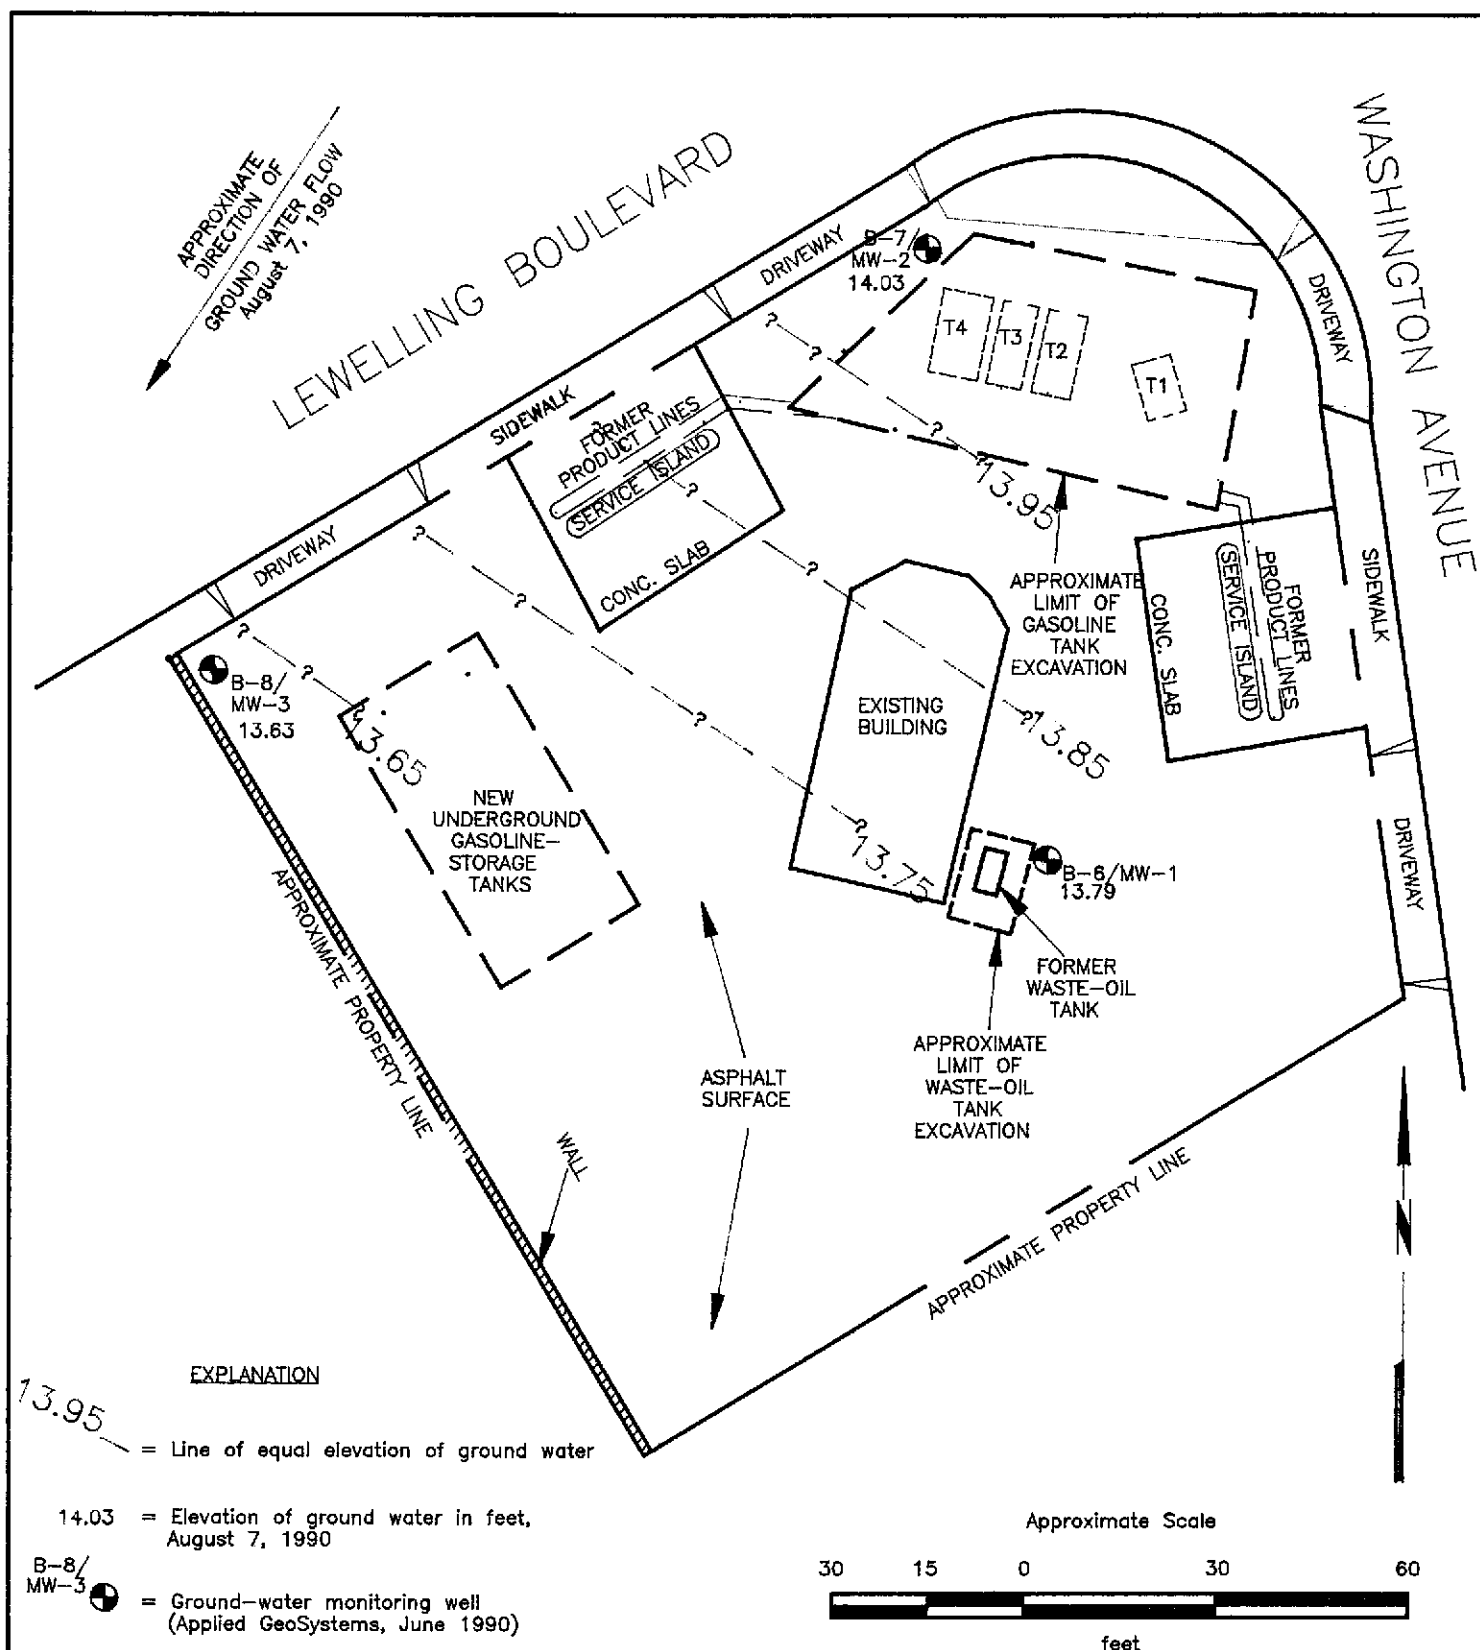 APPROXIMATE
DIRECTION OF
GROUND WATER FLOW
August 7, 1990
LEWELLING BOULEVARD
WASHINGTON AVENUE
DRIVEWAY
B-7/
MW-2
14.03
T4
T3
T2
T1
DRIVEWAY
SIDEWALK
FORMER
PRODUCT LINES
SERVICE ISLAND
CONC. SLAB
?
?
?
?
13.95
?
?
?
?
13.85
?
?
?
?
13.75
?
?
?
13.65
DRIVEWAY
B-8/
MW-3
13.63
APPROXIMATE
LIMIT OF
GASOLINE
TANK
EXCAVATION
FORMER
PRODUCT LINES
SERVICE ISLAND
CONC. SLAB
SIDEWALK
EXISTING
BUILDING
NEW
UNDERGROUND
GASOLINE-
STORAGE
TANKS
DRIVEWAY
B-6/MW-1
13.79
FORMER
WASTE-OIL
TANK
APPROXIMATE
LIMIT OF
WASTE-OIL
TANK
EXCAVATION
APPROXIMATE PROPERTY LINE
ASPHALT
SURFACE
WALL
APPROXIMATE PROPERTY LINE
N
EXPLANATION
13.95 = Line of equal elevation of ground water
14.03 = Elevation of ground water in feet,
August 7, 1990
B-8/
MW-3 = Ground-water monitoring well
(Applied GeoSystems, June 1990)
Approximate Scale
30 15 0 30 60
feet